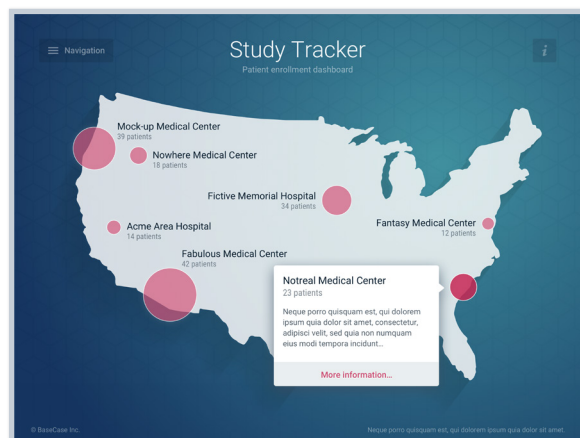 Navigation
Study Tracker
i
Patient enrollment dashboard
Mock-up Medical Center
39 patients
Nowhere Medical Center
18 patients
Fictive Memorial Hospital
34 patients
Acme Area Hospital
14 patients
Fantasy Medical Center
12 patients
Fabulous Medical Center
42 patients
Notreal Medical Center
23 patients
Neque porro quisquam est, qui dolorem
ipsum quia dolor sit amet, consectetur,
adipisci velit, sed quia non numquam
eius modi tempora incidunt...
More information...
© BaseCase Inc.
Neque porro quisquam est, qui dolorem ipsum quia dolor sit amet.